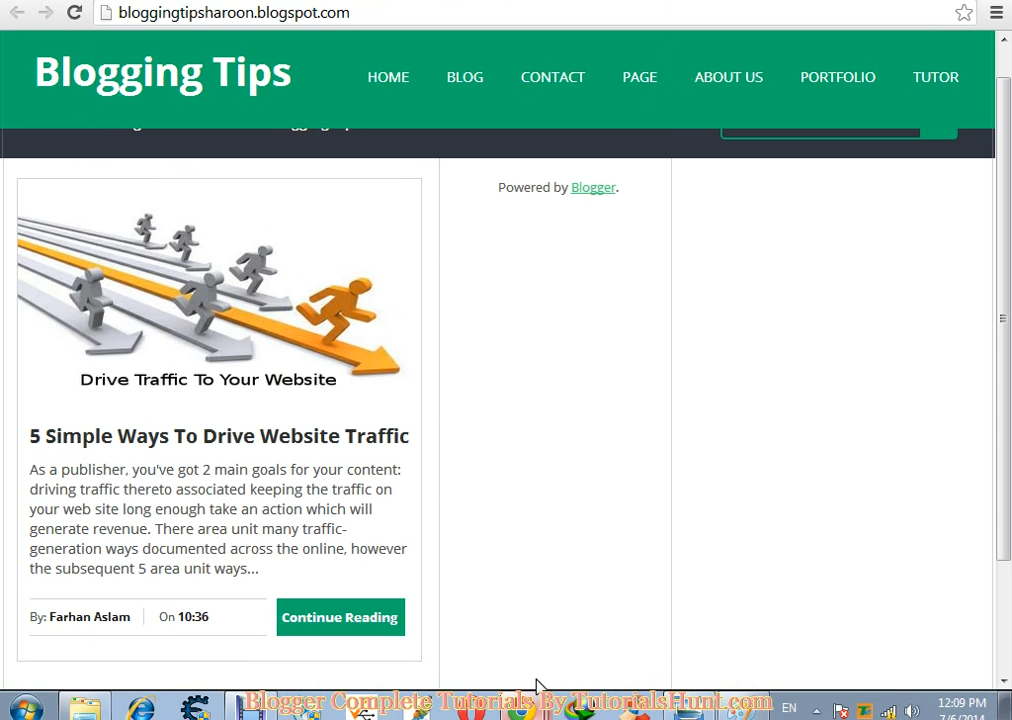 bloggingtipsharoon.blogspot.com
Blogging Tips
HOME BLOG CONTACT PAGE ABOUT US PORTFOLIO TUTOR
Powered by Blogger.
Drive Traffic To Your Website
5 Simple Ways To Drive Website Traffic
As a publisher, you've got 2 main goals for your content:
driving traffic thereto associated keeping the traffic on
your web site long enough take an action which will
generate revenue. There area unit many traffic-
generation ways documented across the online, however
the subsequent 5 area unit ways...
By: Farhan Aslam On 10:36 Continue Reading
Blogger Complete Tutorials By TutorialsHunt.com
EN
12:09 PM
7/6/2014